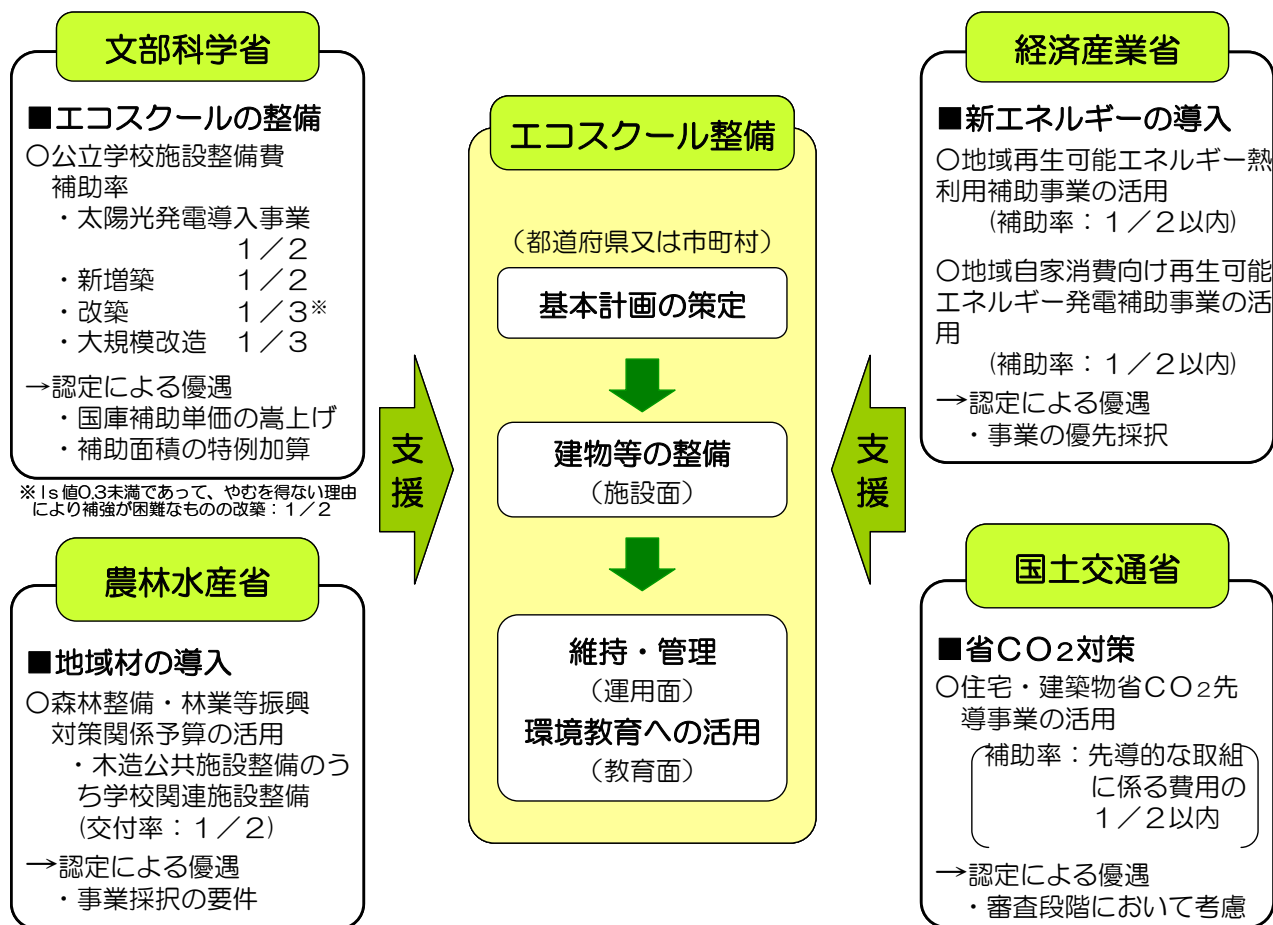 文部科学省
■エコスクールの整備
○公立学校施設整備費
補助率
・太陽光発電導入事業
1/2
・新増築 1/2
・改築 1/3※
・大規模改造 1/3
→認定による優遇
・国庫補助単価の嵩上げ
・補助面積の特例加算
※Is値0.3未満であって、やむを得ない理由
により補強が困難なものの改築:1/2
農林水産省
■地域材の導入
○森林整備・林業等振興
対策関係予算の活用
・木造公共施設整備のう
ち学校関連施設整備
(交付率:1/2)
→認定による優遇
・事業採択の要件
支
援
エコスクール整備
(都道府県又は市町村)
基本計画の策定
建物等の整備
(施設面)
維持・管理
(運用面)
環境教育への活用
(教育面)
支
援
経済産業省
■新エネルギーの導入
○地域再生可能エネルギー熱
利用補助事業の活用
(補助率:1/2以内)
○地域自家消費向け再生可能
エネルギー発電補助事業の活
用
(補助率:1/2以内)
→認定による優遇
・事業の優先採択
国土交通省
■省CO2対策
○住宅・建築物省CO2先
導事業の活用
補助率:先導的な取組
に係る費用の
1/2以内
→認定による優遇
・審査段階において考慮